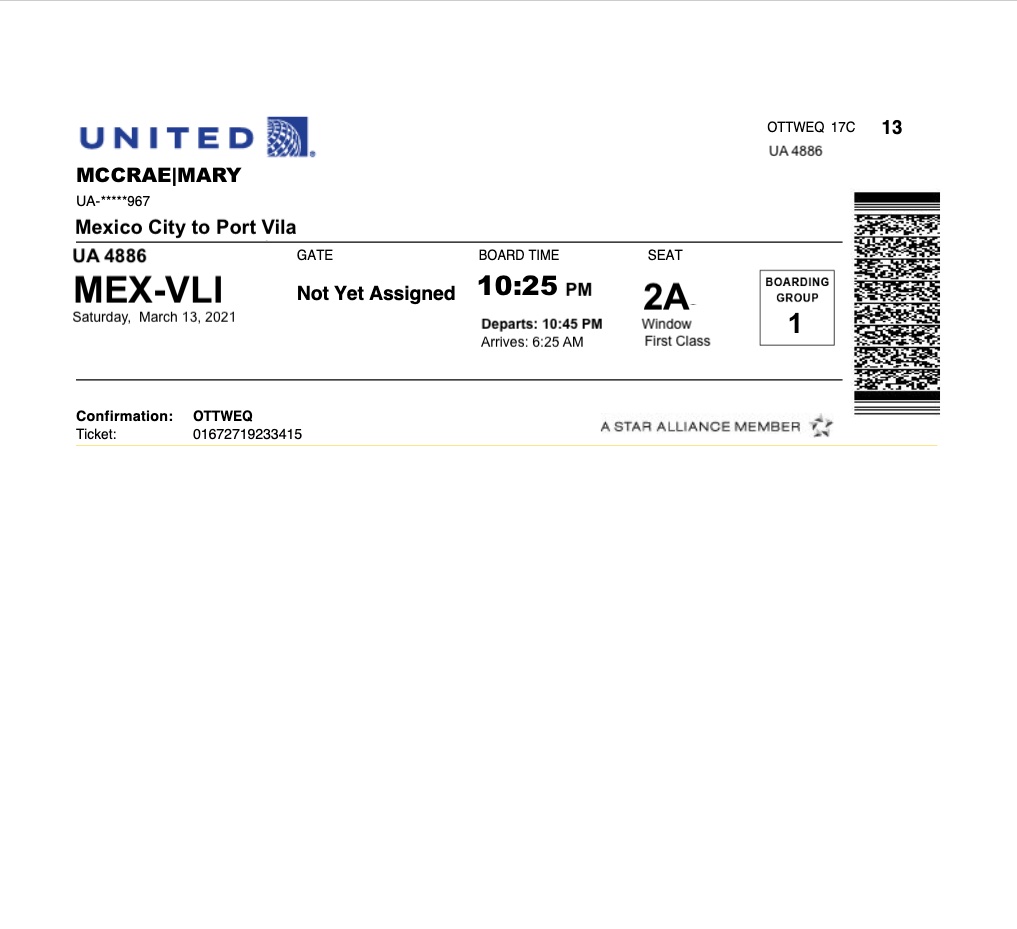 UNITED
OTTWEQ 17C 13
UA 4886
MCCRAE|MARY
UA-*****967
Mexico City to Port Vila
UA 4886
MEX-VLI
Saturday, March 13, 2021
GATE
Not Yet Assigned
BOARD TIME
10:25 PM
Departs: 10:45 PM
Arrives: 6:25 AM
SEAT
2A
Window
First Class
BOARDING
GROUP
1
Confirmation: OTTWEQ
Ticket: 01672719233415
A STAR ALLIANCE MEMBER